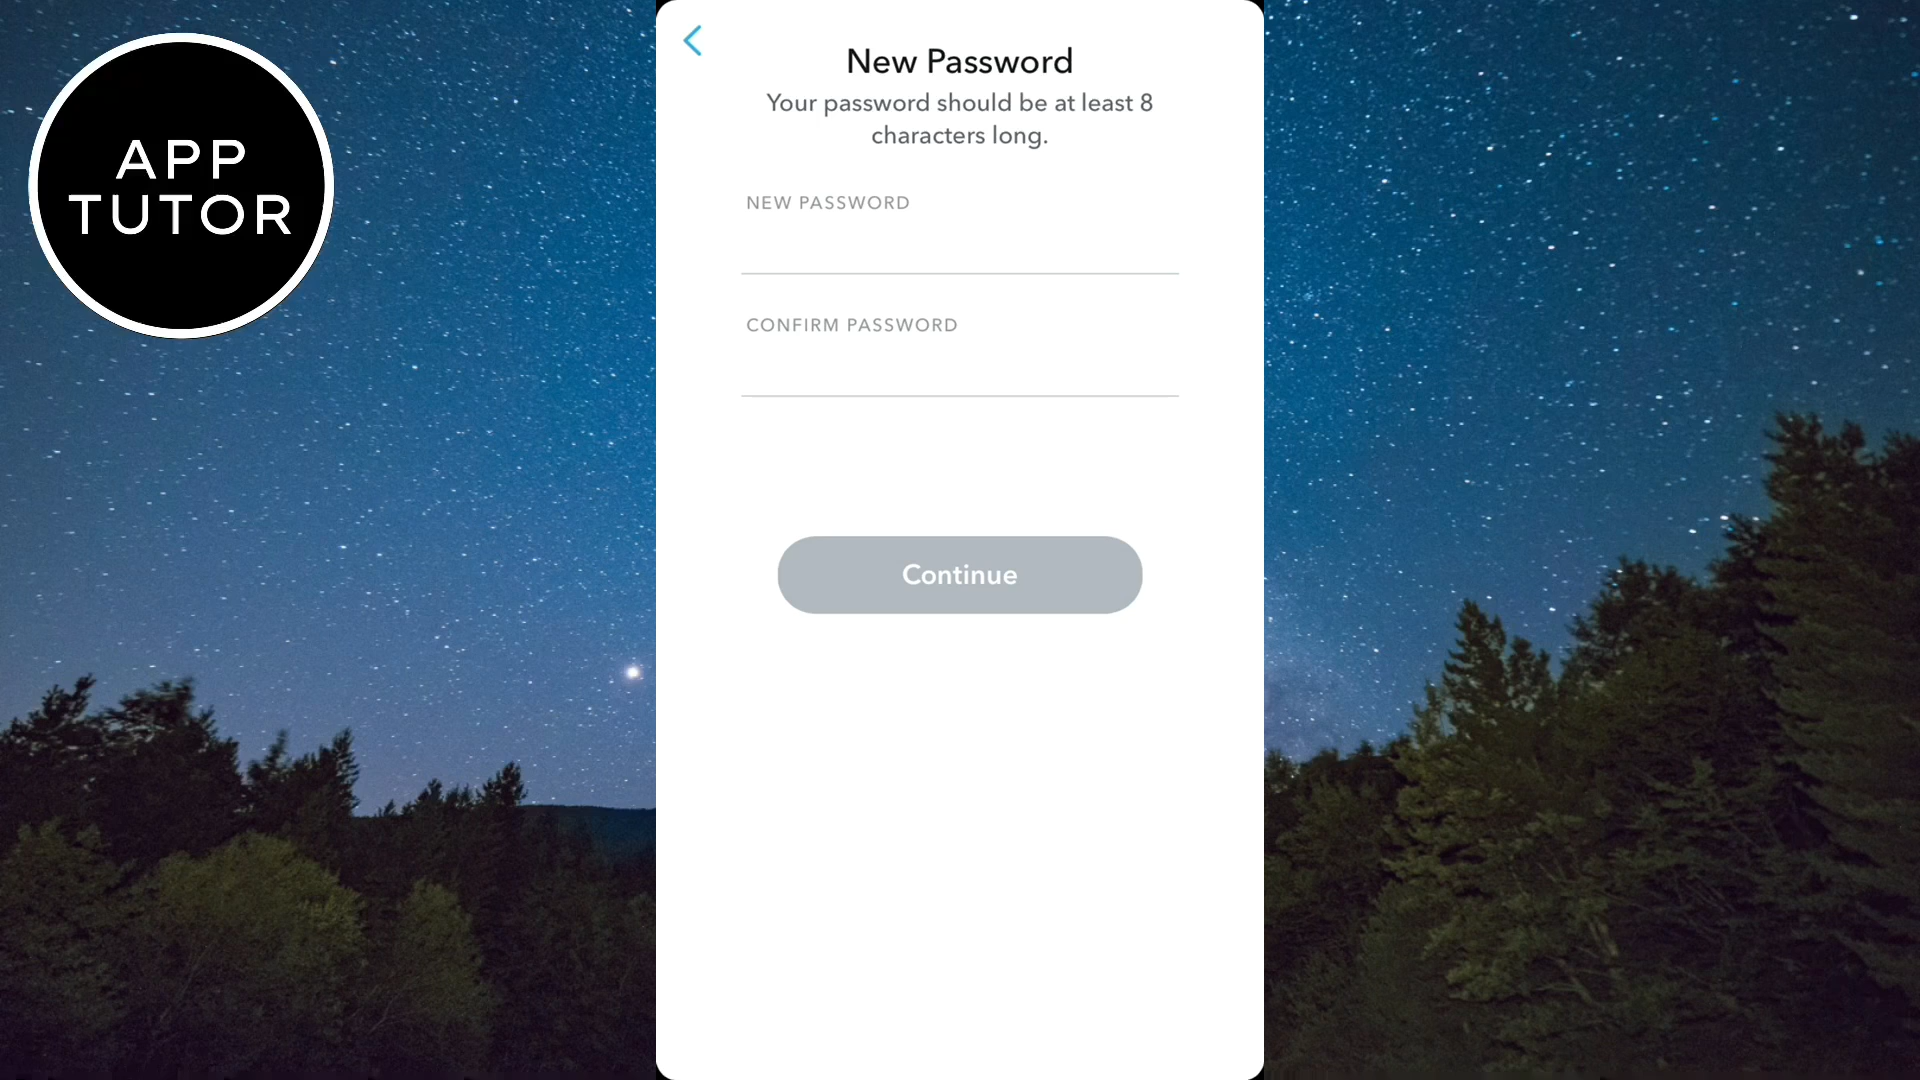 APP
TUTOR
New Password
Your password should be at least 8
characters long.
NEW PASSWORD
CONFIRM PASSWORD
Continue